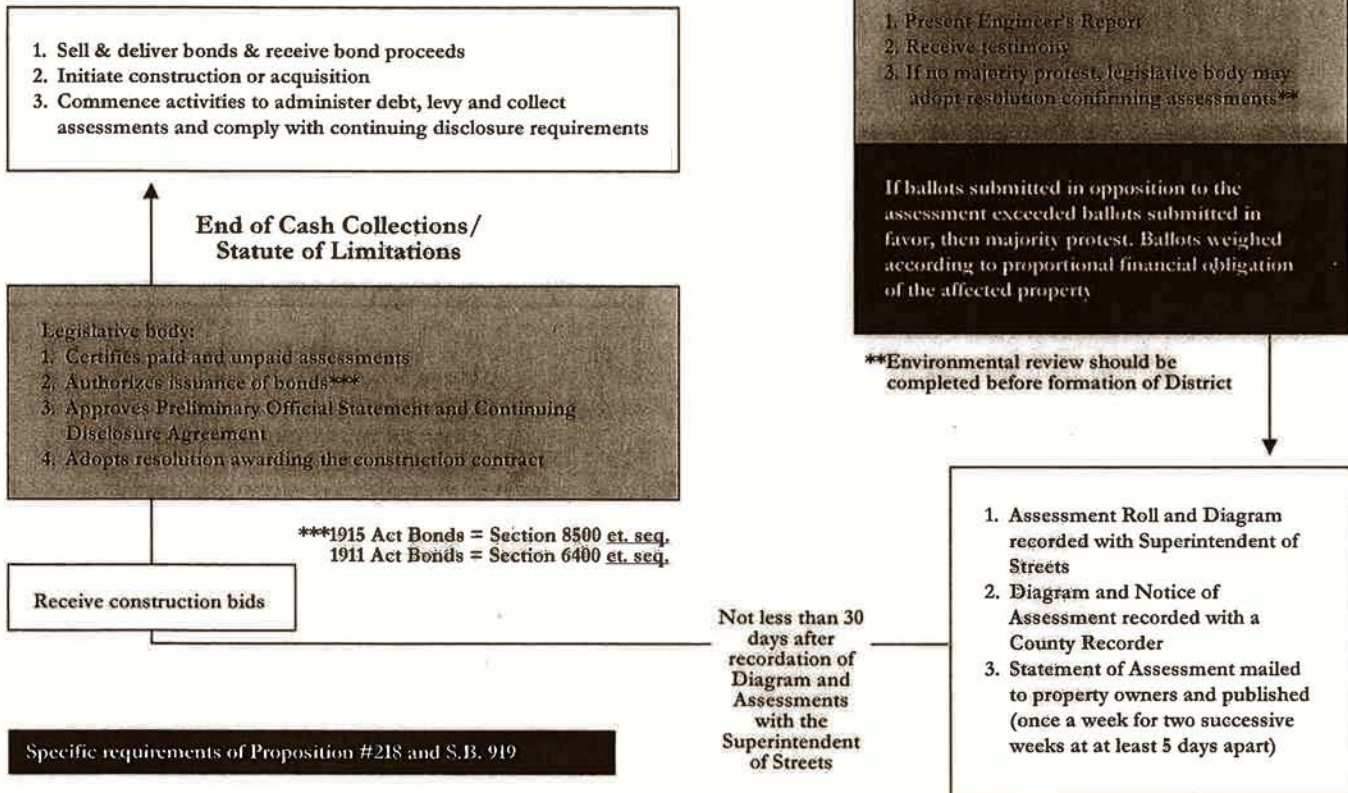 1. Present Engineer's Report
2. Receive testimony
3. If no majority protest, legislative body may
adopt resolution confirming assessments**
If ballots submitted in opposition to the
assessment exceeded ballots submitted in
favor, then majority protest. Ballots weighed
according to proportional financial obligation
of the affected property
**Environmental review should be
completed before formation of District
1. Assessment Roll and Diagram
recorded with Superintendent of
Streets
2. Diagram and Notice of
Assessment recorded with a
County Recorder
3. Statement of Assessment mailed
to property owners and published
(once a week for two successive
weeks at at least 5 days apart)
Not less than 30
days after
recordation of
Diagram and
Assessments
with the
Superintendent
of Streets
Receive construction bids
***1915 Act Bonds = Section 8500 et. seq.
1911 Act Bonds = Section 6400 et. seq.
Legislative body:
1. Certifies paid and unpaid assessments
2. Authorizes issuance of bonds***
3. Approves Preliminary Official Statement and Continuing
Disclosure Agreement
4. Adopts resolution awarding the construction contract
End of Cash Collections/
Statute of Limitations
1. Sell & deliver bonds & receive bond proceeds
2. Initiate construction or acquisition
3. Commence activities to administer debt, levy and collect
assessments and comply with continuing disclosure requirements
Specific requirements of Proposition #218 and S.B. 919